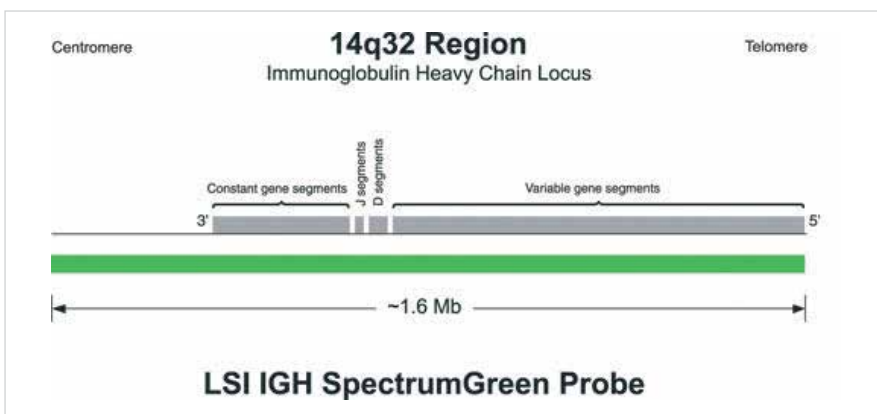 Centromere
14q32 Region
Telomere
Immunoglobulin Heavy Chain Locus
Constant gene segments
J segments
D segments
Variable gene segments
3'
5'
~1.6 Mb
LSI IGH SpectrumGreen Probe